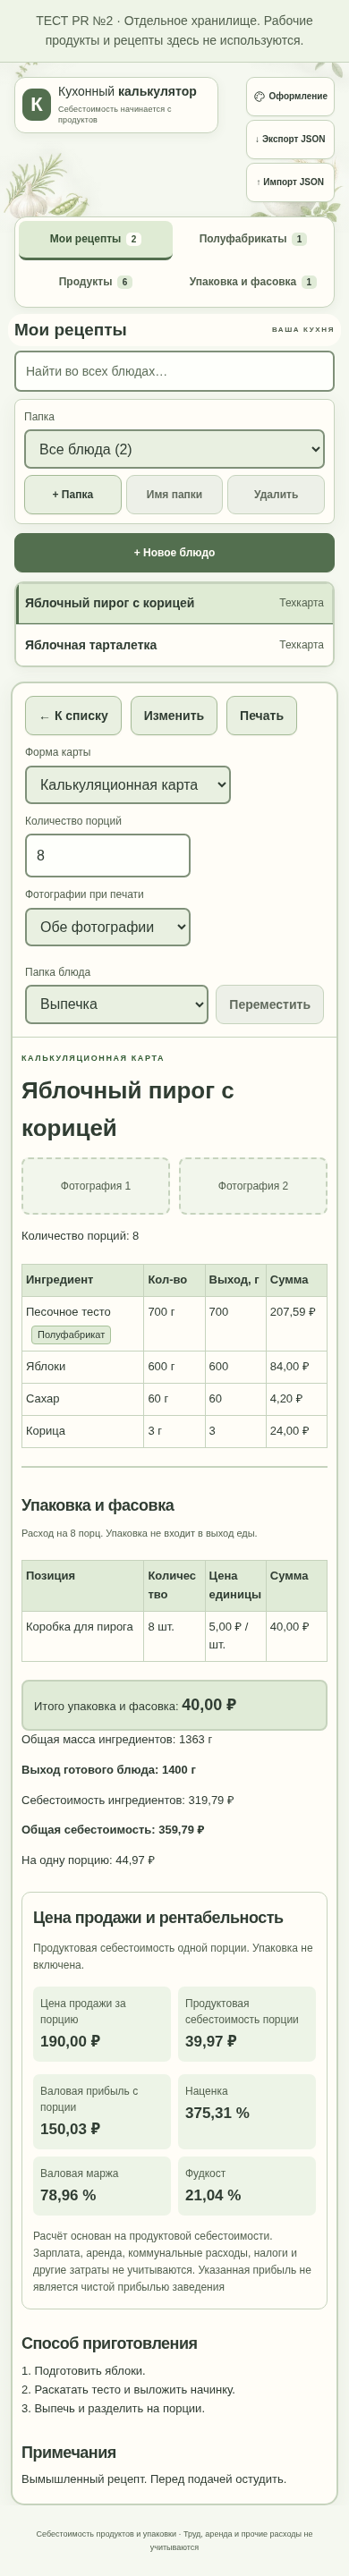 ТЕСТ PR №2 · Отдельное хранилище. Рабочие
продукты и рецепты здесь не используются.
К
Кухонный калькулятор
Себестоимость начинается с
продуктов
Оформление
↓ Экспорт JSON
↑ Импорт JSON
Мои рецепты 2
Полуфабрикаты 1
Продукты 6
Упаковка и фасовка 1
Мои рецепты
ВАША КУХНЯ
Найти во всех блюдах…
Папка
Все блюда (2)
+ Папка
Имя папки
Удалить
+ Новое блюдо
Яблочный пирог с корицей Техкарта
Яблочная тарталетка Техкарта
← К списку
Изменить
Печать
Форма карты
Калькуляционная карта
Количество порций
8
Фотографии при печати
Обе фотографии
Папка блюда
Выпечка
Переместить
КАЛЬКУЛЯЦИОННАЯ КАРТА
Яблочный пирог с
корицей
Фотография 1
Фотография 2
Количество порций: 8
Ингредиент Кол-во Выход, г Сумма
Песочное тесто 700 г 700 207,59 ₽
Полуфабрикат
Яблоки 600 г 600 84,00 ₽
Сахар 60 г 60 4,20 ₽
Корица 3 г 3 24,00 ₽
Упаковка и фасовка
Расход на 8 порц. Упаковка не входит в выход еды.
Позиция Количес Цена Сумма
тво единицы
Коробка для пирога 8 шт. 5,00 ₽ / 40,00 ₽
шт.
Итого упаковка и фасовка: 40,00 ₽
Общая масса ингредиентов: 1363 г
Выход готового блюда: 1400 г
Себестоимость ингредиентов: 319,79 ₽
Общая себестоимость: 359,79 ₽
На одну порцию: 44,97 ₽
Цена продажи и рентабельность
Продуктовая себестоимость одной порции. Упаковка не
включена.
Цена продажи за
порцию
190,00 ₽
Продуктовая
себестоимость порции
39,97 ₽
Валовая прибыль с
порции
150,03 ₽
Наценка
375,31 %
Валовая маржа
78,96 %
Фудкост
21,04 %
Расчёт основан на продуктовой себестоимости.
Зарплата, аренда, коммунальные расходы, налоги и
другие затраты не учитываются. Указанная прибыль не
является чистой прибылью заведения
Способ приготовления
1. Подготовить яблоки.
2. Раскатать тесто и выложить начинку.
3. Выпечь и разделить на порции.
Примечания
Вымышленный рецепт. Перед подачей остудить.
Себестоимость продуктов и упаковки · Труд, аренда и прочие расходы не
учитываются